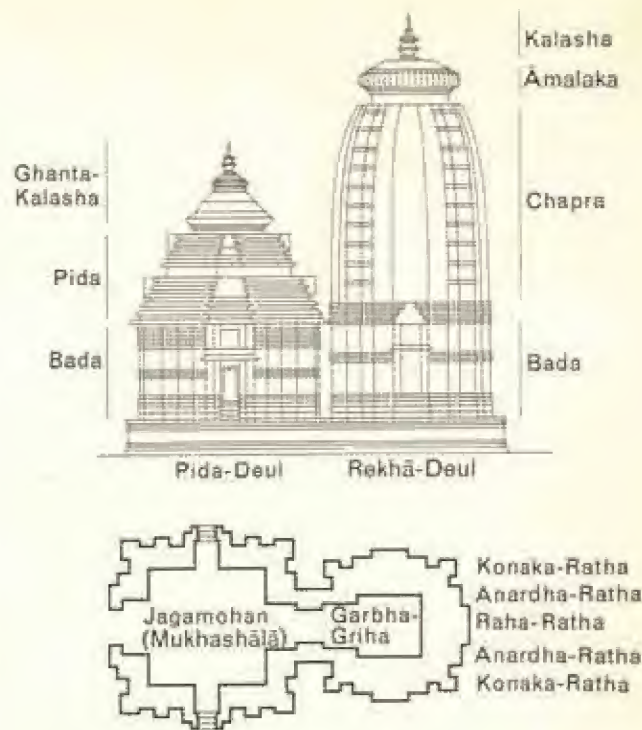 Kalasha
Āmalaka
Ghanta-
Kalasha
Chapra
Pida
Bada
Bada
Pida-Deul
Rekhā-Deul
Konaka-Ratha
Anardha-Ratha
Jagamohan
(Mukhashālā)
Garbha-
Griha
Raha-Ratha
Anardha-Ratha
Konaka-Ratha